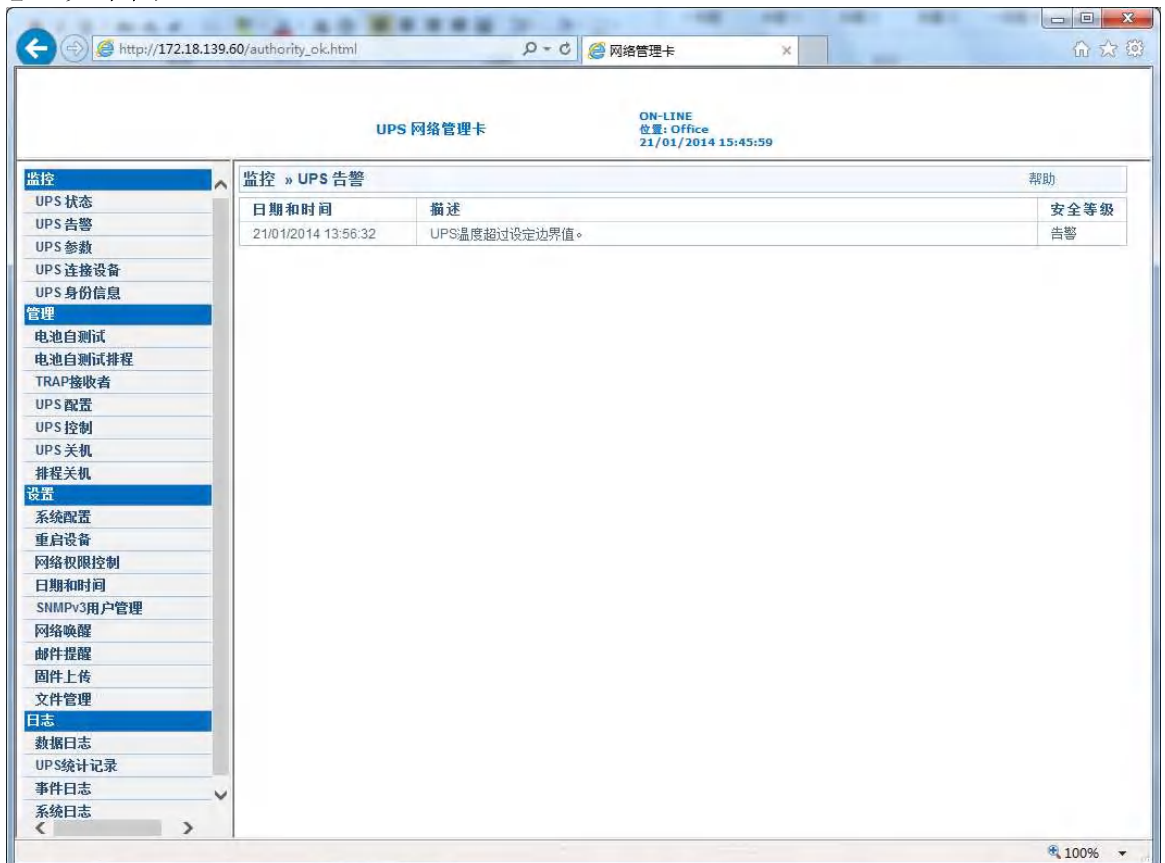 http://172.18.139.60/authority_ok.html
网络管理卡
UPS 网络管理卡
ON-LINE
位置: Office
21/01/2014 15:45:59
监控
UPS 状态
UPS 告警
UPS 参数
UPS 连接设备
UPS 身份信息
管理
电池自测试
电池自测试排程
TRAP接收者
UPS 配置
UPS 控制
UPS 关机
排程关机
设置
系统配置
重启设备
网络权限控制
日期和时间
SNMPv3用户管理
网络唤醒
邮件提醒
固件上传
文件管理
日志
数据日志
UPS统计记录
事件日志
系统日志
监控 » UPS 告警 帮助
日期和时间 描述 安全等级
21/01/2014 13:56:32 UPS温度超过设定边界值。 告警
100%